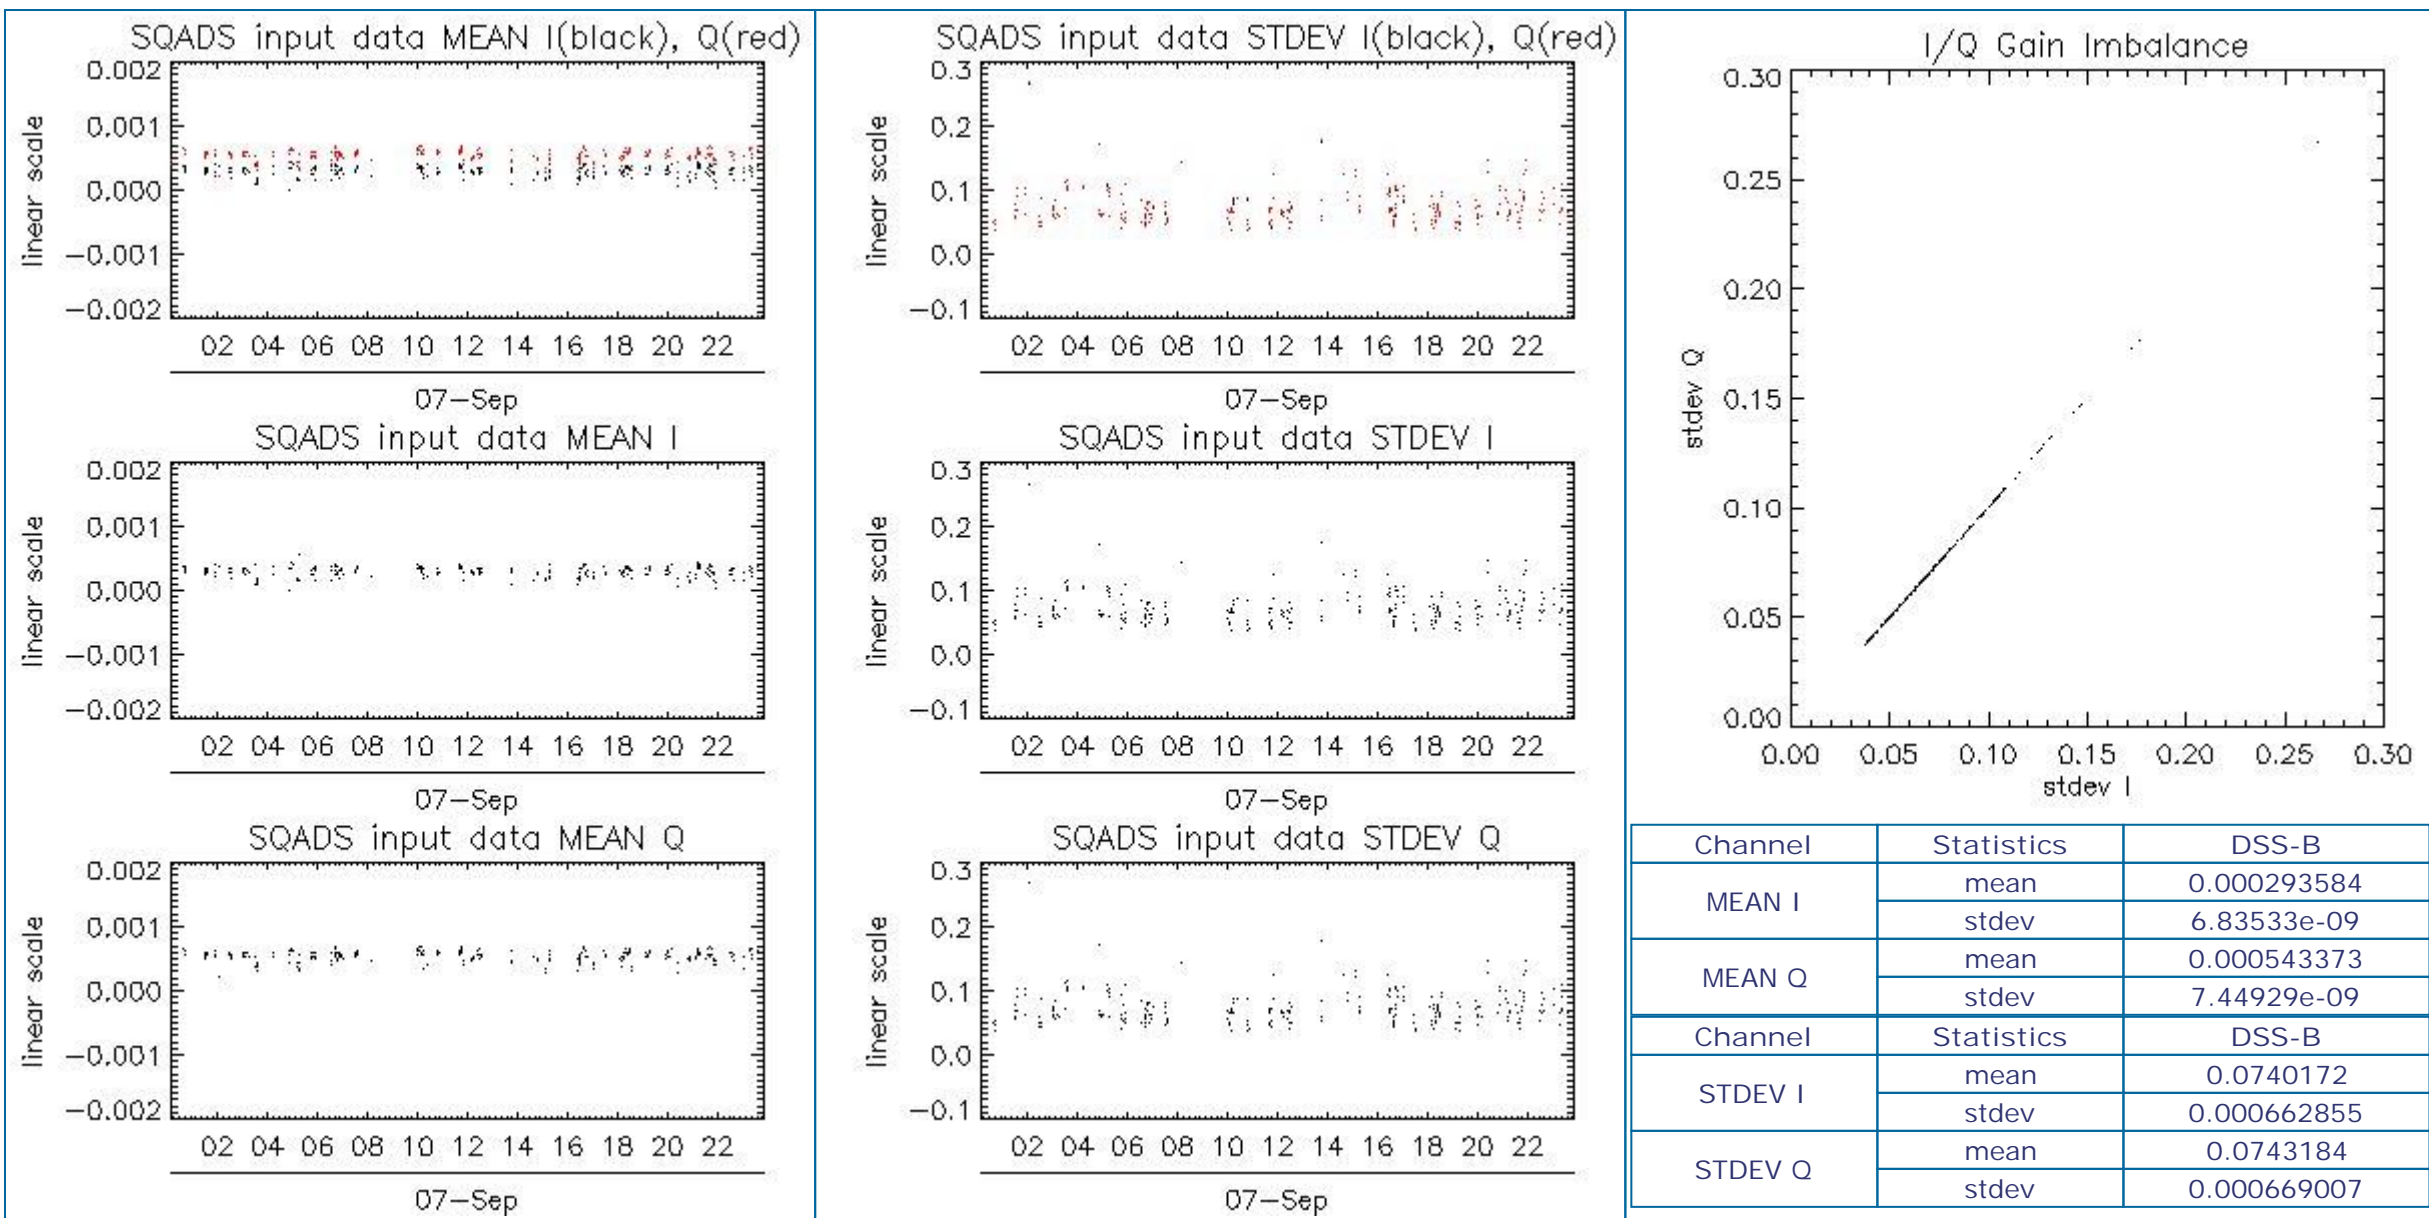 SQADS input data MEAN I(black), Q(red)
0.002
0.001
0.000
-0.001
-0.002
linear scale
02 04 06 08 10 12 14 16 18 20 22
07-Sep
SQADS input data MEAN I
0.002
0.001
0.000
-0.001
-0.002
linear scale
02 04 06 08 10 12 14 16 18 20 22
07-Sep
SQADS input data MEAN Q
0.002
0.001
0.000
-0.001
-0.002
linear scale
02 04 06 08 10 12 14 16 18 20 22
07-Sep
SQADS input data STDEV I(black), Q(red)
0.3
0.2
0.1
0.0
-0.1
linear scale
02 04 06 08 10 12 14 16 18 20 22
07-Sep
SQADS input data STDEV I
0.3
0.2
0.1
0.0
-0.1
linear scale
02 04 06 08 10 12 14 16 18 20 22
07-Sep
SQADS input data STDEV Q
0.3
0.2
0.1
0.0
-0.1
linear scale
02 04 06 08 10 12 14 16 18 20 22
07-Sep
I/Q Gain Imbalance
0.30
0.25
0.20
0.15
0.10
0.05
0.00
stdev Q
0.00 0.05 0.10 0.15 0.20 0.25 0.30
stdev I
Channel Statistics DSS-B
MEAN I mean 0.000293584
stdev 6.83533e-09
MEAN Q mean 0.000543373
stdev 7.44929e-09
Channel Statistics DSS-B
STDEV I mean 0.0740172
stdev 0.000662855
STDEV Q mean 0.0743184
stdev 0.000669007